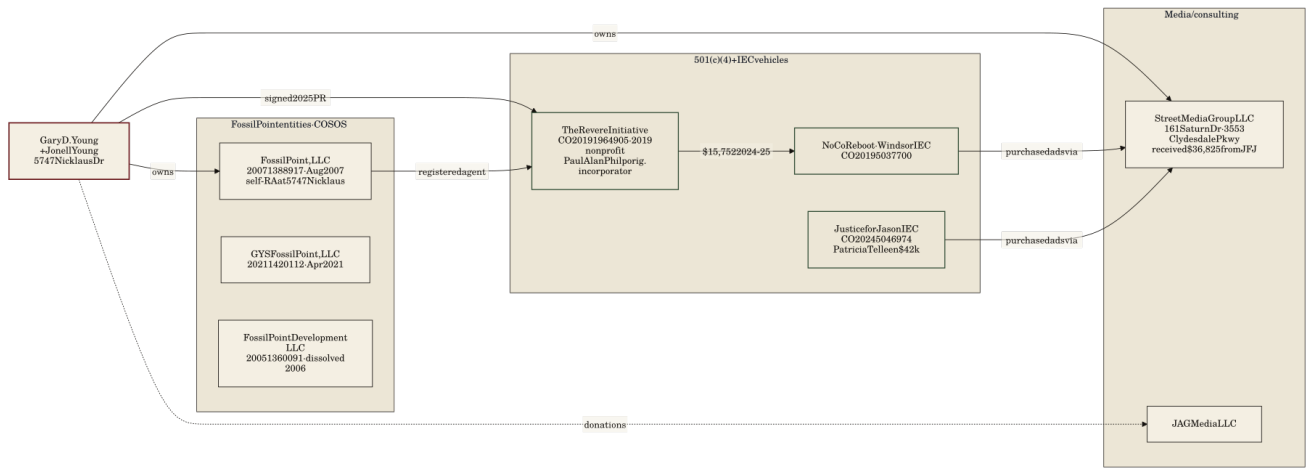 Media/consulting
owns
501(c)(4)+IECvehicles
signed2025PR
StreetMediaGroupLLC
161SaturnDr·3553
ClydesdalePkwy
received$36,825fromJFJ
GaryD.Young
+JonellYoung
5747NicklausDr
FossilPointentities·COSOS
TheRevereInitiative
CO20191964905·2019
nonprofit
PaulAlanPhilporig.
incorporator
$15,7522024-25
NoCoReboot-WindsorIEC
CO20195037700
purchasedadsvia
owns
FossilPoint,LLC
20071388917·Aug2007
self-RAat5747Nicklaus
registeredagent
JusticeforJasonIEC
CO20245046974
PatriciaTelleen$42k
purchasedadsvia
GYSFossilPoint,LLC
20211420112·Apr2021
FossilPointDevelopment
LLC
20051360091·dissolved
2006
donations
JAGMediaLLC